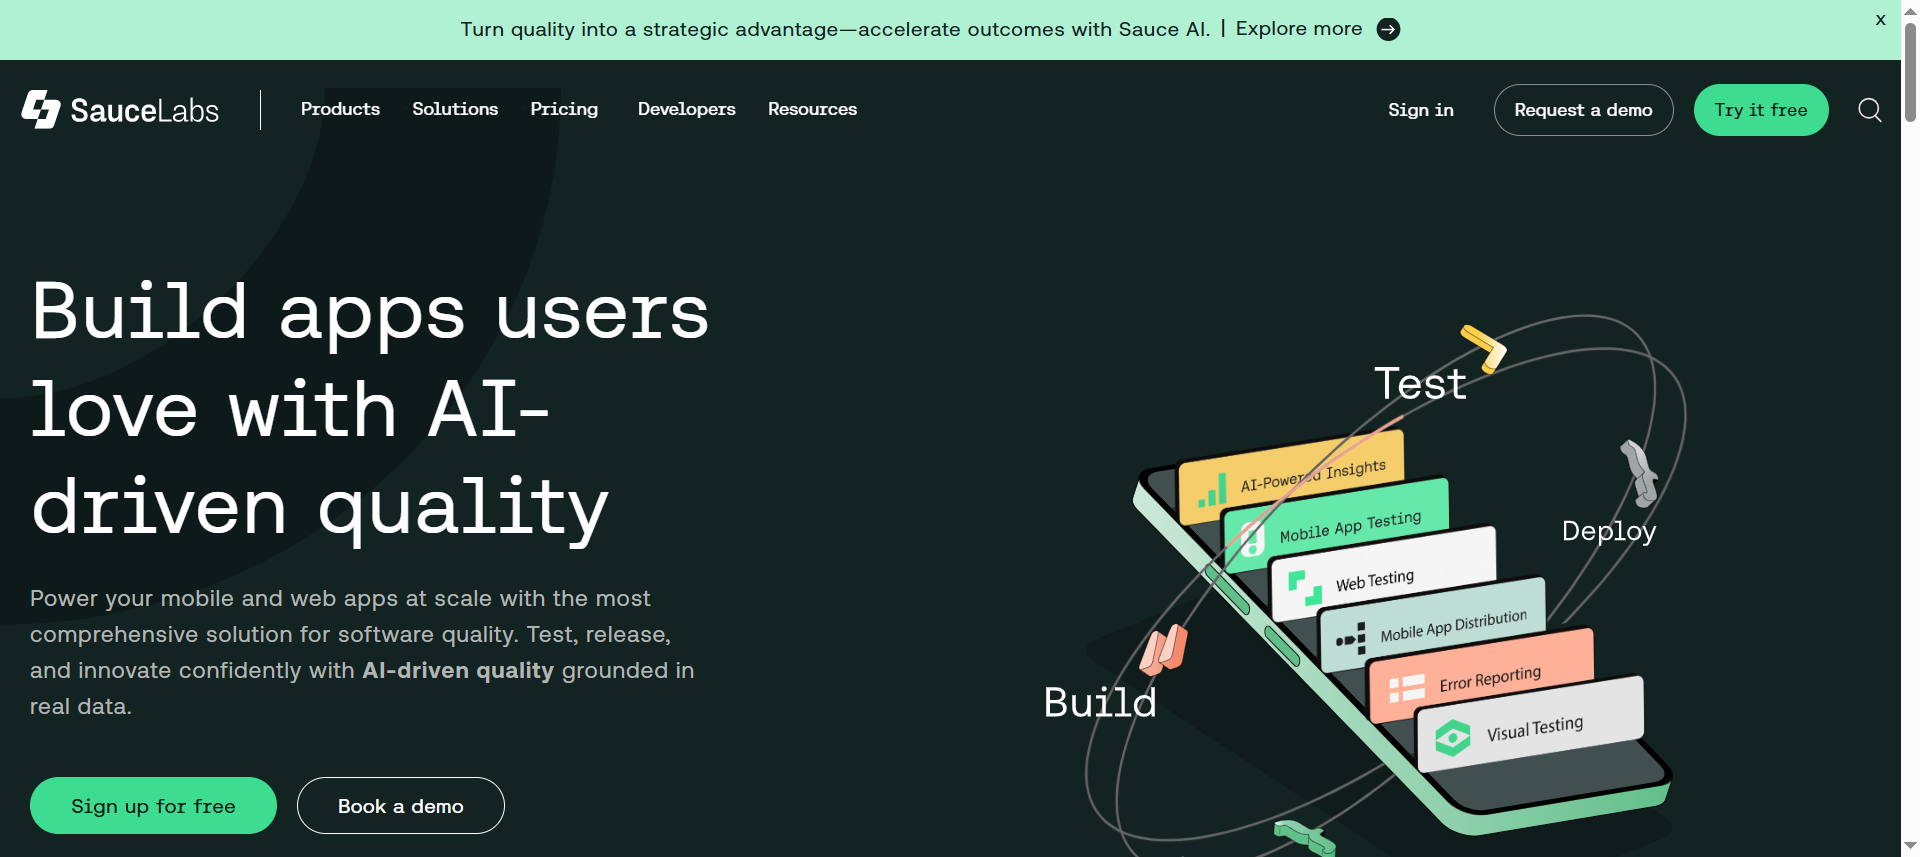 Turn quality into a strategic advantage—accelerate outcomes with Sauce AI. | Explore more
x
SauceLabs
Products Solutions Pricing Developers Resources
Sign in Request a demo Try it free
Build apps users
love with AI-
driven quality
Power your mobile and web apps at scale with the most
comprehensive solution for software quality. Test, release,
and innovate confidently with AI-driven quality grounded in
real data.
Sign up for free Book a demo
Test
AI-Powered Insights
Mobile App Testing
Deploy
Web Testing
Mobile App Distribution
Error Reporting
Build
Visual Testing